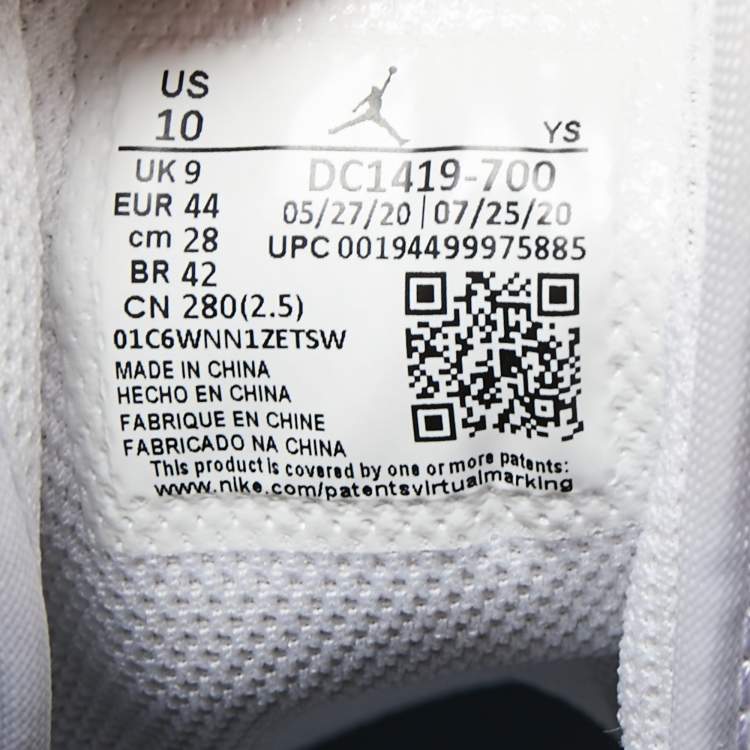 US
10
YS
UK 9
DC1419-700
EUR 44
05/27/20 | 07/25/20
cm 28
UPC 00194499975885
BR 42
CN 280(2.5)
01C6WNN1ZETSW
MADE IN CHINA
HECHO EN CHINA
FABRIQUE EN CHINE
FABRICADO NA CHINA
This product is covered by one or more patents:
www.nike.com/patentsvirtualmarking